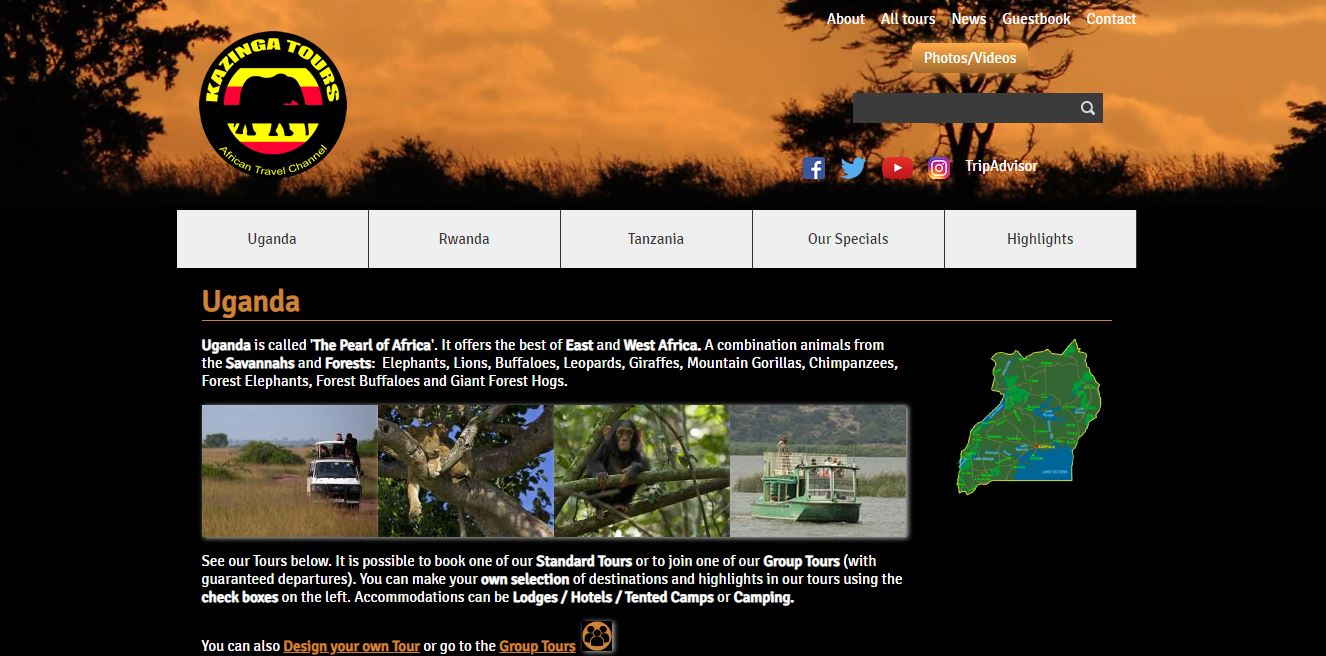 About All tours News Guestbook Contact
KAZINGA TOURS
African Travel Channel
Photos/Videos
TripAdvisor
Uganda Rwanda Tanzania Our Specials Highlights
Uganda
Uganda is called 'The Pearl of Africa'. It offers the best of East and West Africa. A combination animals from
the Savannahs and Forests: Elephants, Lions, Buffaloes, Leopards, Giraffes, Mountain Gorillas, Chimpanzees,
Forest Elephants, Forest Buffaloes and Giant Forest Hogs.
LAKE VICTORIA
See our Tours below. It is possible to book one of our Standard Tours or to join one of our Group Tours (with
guaranteed departures). You can make your own selection of destinations and highlights in our tours using the
check boxes on the left. Accommodations can be Lodges / Hotels / Tented Camps or Camping.
You can also Design your own Tour or go to the Group Tours